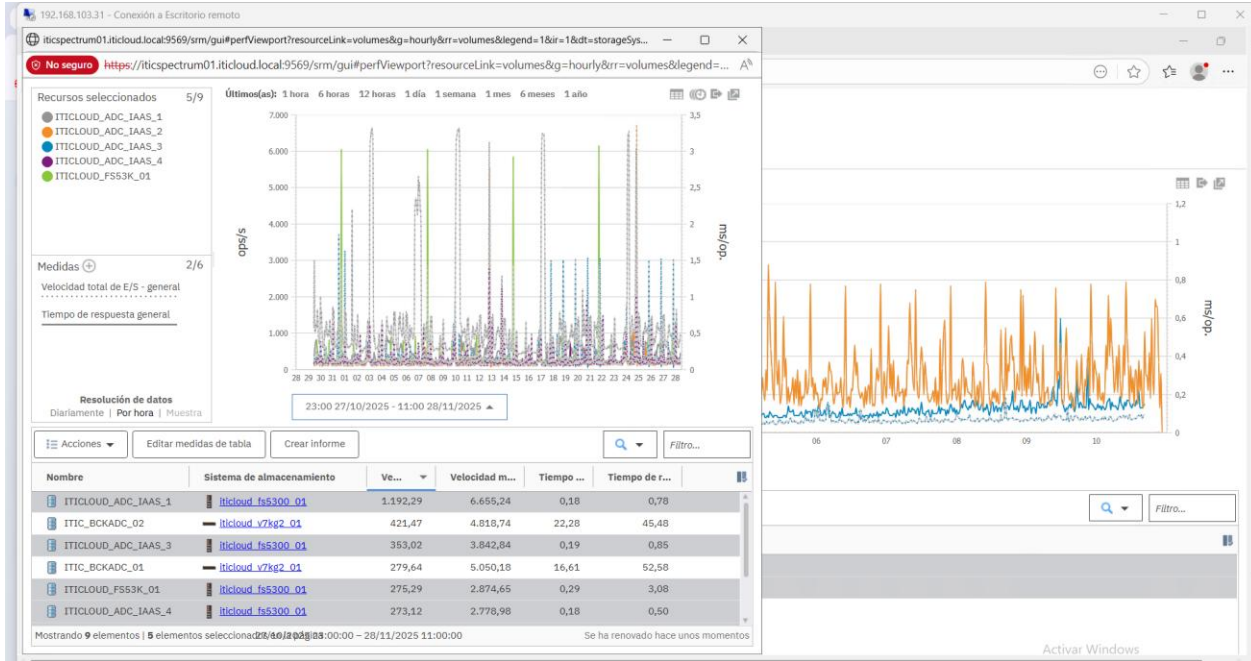 192.168.103.31 - Conexión a Escritorio remoto
iticspectrum01.iticloud.local:9569/srm/gui#perfViewport?resourceLink=volumes&g=hourly&rr=volumes&legend=1&ir=1&dt=storageSys...
No seguro https://iticspectrum01.iticloud.local:9569/srm/gui#perfViewport?resourceLink=volumes&g=hourly&rr=volumes&legend=...
Recursos seleccionados 5/9
ITICLOUD_ADC_IAAS_1
ITICLOUD_ADC_IAAS_2
ITICLOUD_ADC_IAAS_3
ITICLOUD_ADC_IAAS_4
ITICLOUD_FS53K_01
Medidas 2/6
Velocidad total de E/S - general
Tiempo de respuesta general
Resolución de datos
Diariamente | Por hora | Muestra
Últimos(as): 1 hora 6 horas 12 horas 1 día 1 semana 1 mes 6 meses 1 año
7.000 3,5
6.000 3
5.000 2,5
4.000 2
3.000 1,5
2.000 1
1.000 0,5
0 0
ops/s
ms/op.
28 29 30 31 01 02 03 04 05 06 07 08 09 10 11 12 13 14 15 16 17 18 19 20 21 22 23 24 25 26 27 28
23:00 27/10/2025 - 11:00 28/11/2025
1,2
1
0,8
0,6
0,4
0,2
0
ms/op.
06 07 08 09 10
Acciones Editar medidas de tabla Crear informe Filtro...
Nombre Sistema de almacenamiento Ve... Velocidad m... Tiempo ... Tiempo de r...
ITICLOUD_ADC_IAAS_1 iticloud_fs5300_01 1.192,29 6.655,24 0,18 0,78
ITIC_BCKADC_02 iticloud_v7kg2_01 421,47 4.818,74 22,28 45,48
ITICLOUD_ADC_IAAS_3 iticloud_fs5300_01 353,02 3.842,84 0,19 0,85
ITIC_BCKADC_01 iticloud_v7kg2_01 279,64 5.050,18 16,61 52,58
ITICLOUD_FS53K_01 iticloud_fs5300_01 275,29 2.874,65 0,29 3,08
ITICLOUD_ADC_IAAS_4 iticloud_fs5300_01 273,12 2.778,98 0,18 0,50
Mostrando 9 elementos | 5 elementos seleccionados 23:00:00 – 28/11/2025 11:00:00 Se ha renovado hace unos momentos
Filtro...
Activar Windows